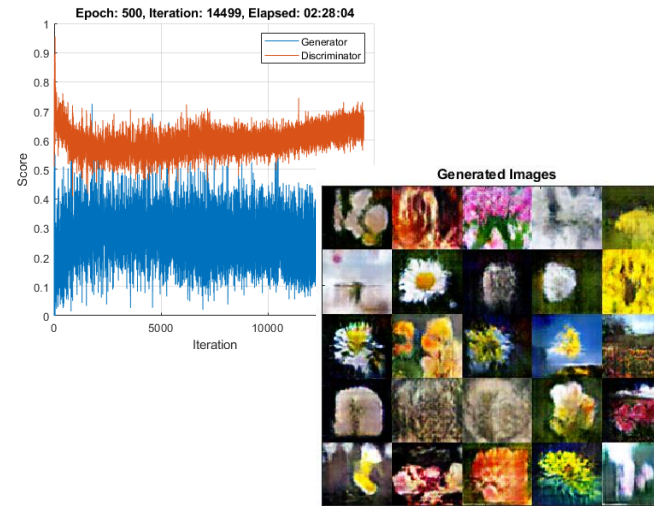 Epoch: 500, Iteration: 14499, Elapsed: 02:28:04
Generator
Discriminator
1
0.9
0.8
0.7
0.6
0.5
0.4
0.3
0.2
0.1
0
Score
0
5000
10000
Iteration
Generated Images